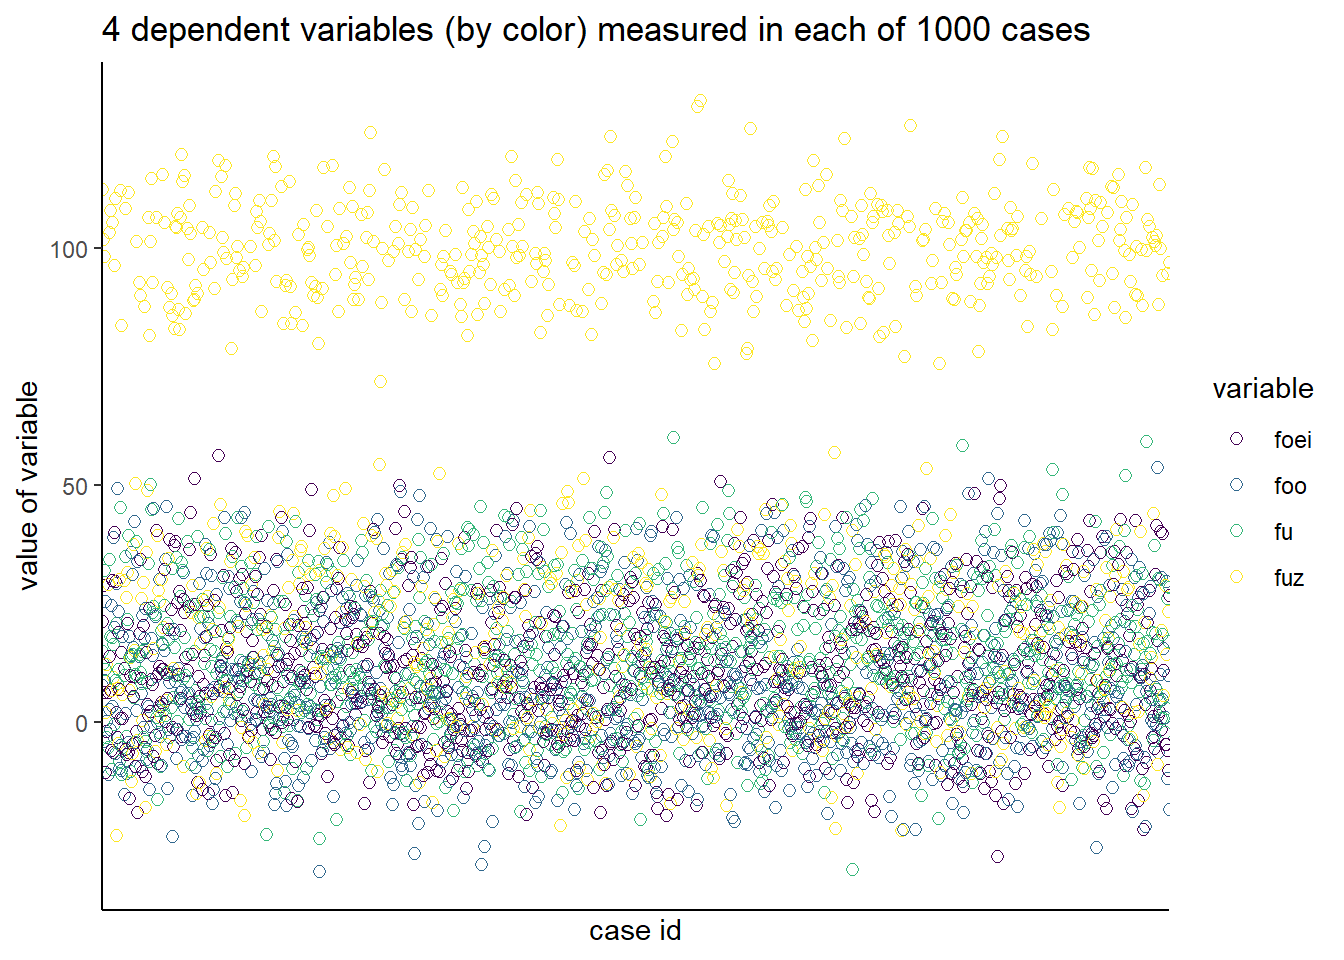 4 dependent variables (by color) measured in each of 1000 cases
value of variable
100
50
0
case id
variable
foei
foo
fu
fuz